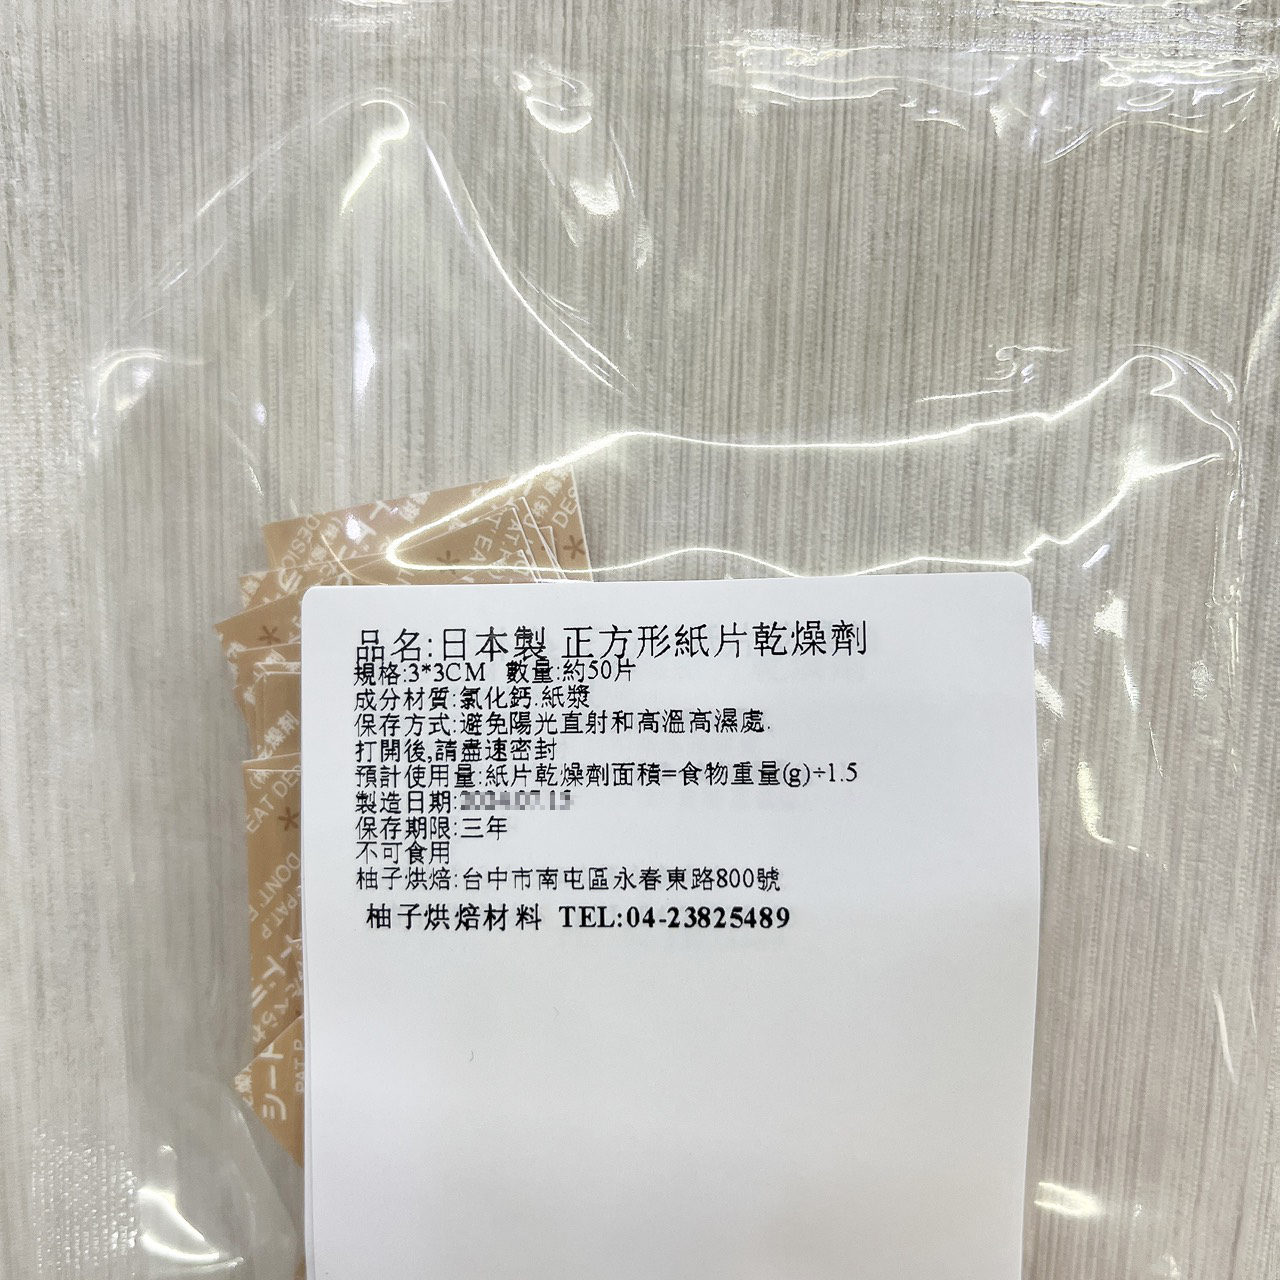 品名:日本製 正方形紙片乾燥劑
規格:3*3CM 數量:約50片
成分材質:氯化鈣.紙漿
保存方式:避免陽光直射和高溫高濕處.
打開後,請盡速密封
預計使用量:紙片乾燥劑面積=食物重量(g)÷1.5
製造日期:
保存期限:三年
不可食用
柚子烘焙:台中市南屯區永春東路800號
柚子烘焙材料 TEL:04-23825489